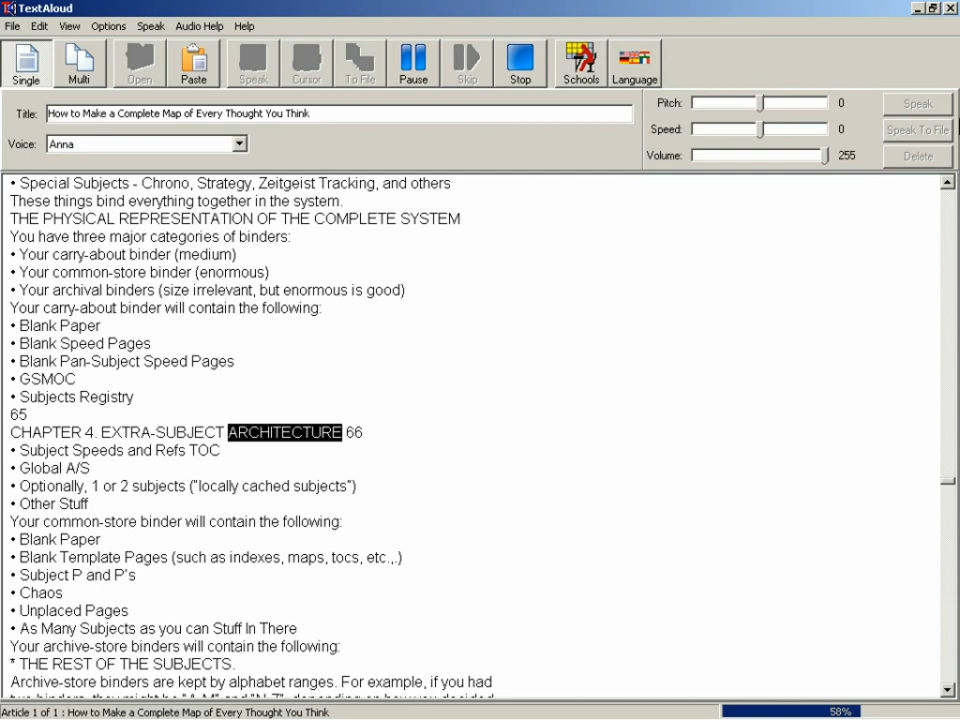 TextAloud
File Edit View Options Speak Audio Help Help
Single Multi Open Paste Speak Cursor To File Pause Skip Stop Schools Language
Title: How to Make a Complete Map of Every Thought You Think
Voice: Anna
Pitch: 0
Speed: 0
Volume: 255
Speak
Speak To File
Delete
• Special Subjects - Chrono, Strategy, Zeitgeist Tracking, and others
These things bind everything together in the system.
THE PHYSICAL REPRESENTATION OF THE COMPLETE SYSTEM
You have three major categories of binders:
• Your carry-about binder (medium)
• Your common-store binder (enormous)
• Your archival binders (size irrelevant, but enormous is good)
Your carry-about binder will contain the following:
• Blank Paper
• Blank Speed Pages
• Blank Pan-Subject Speed Pages
• GSMOC
• Subjects Registry
65
CHAPTER 4. EXTRA-SUBJECT ARCHITECTURE 66
• Subject Speeds and Refs TOC
• Global A/S
• Optionally, 1 or 2 subjects ("locally cached subjects")
• Other Stuff
Your common-store binder will contain the following:
• Blank Paper
• Blank Template Pages (such as indexes, maps, tocs, etc.,.)
• Subject P and P's
• Chaos
• Unplaced Pages
• As Many Subjects as you can Stuff In There
Your archive-store binders will contain the following:
* THE REST OF THE SUBJECTS.
Archive-store binders are kept by alphabet ranges. For example, if you had
two binders, they might be "A-M" and "N-Z", depending on how you decided
Article 1 of 1 : How to Make a Complete Map of Every Thought You Think
58%